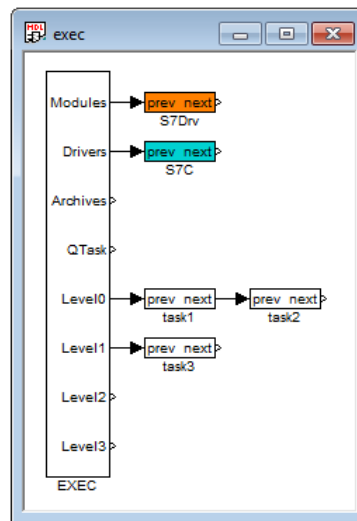 MDL exec
Modules prev next
S7Drv
Drivers prev next
S7C
Archives
QTask
Level0 prev next prev next
task1 task2
Level1 prev next
task3
Level2
Level3
EXEC